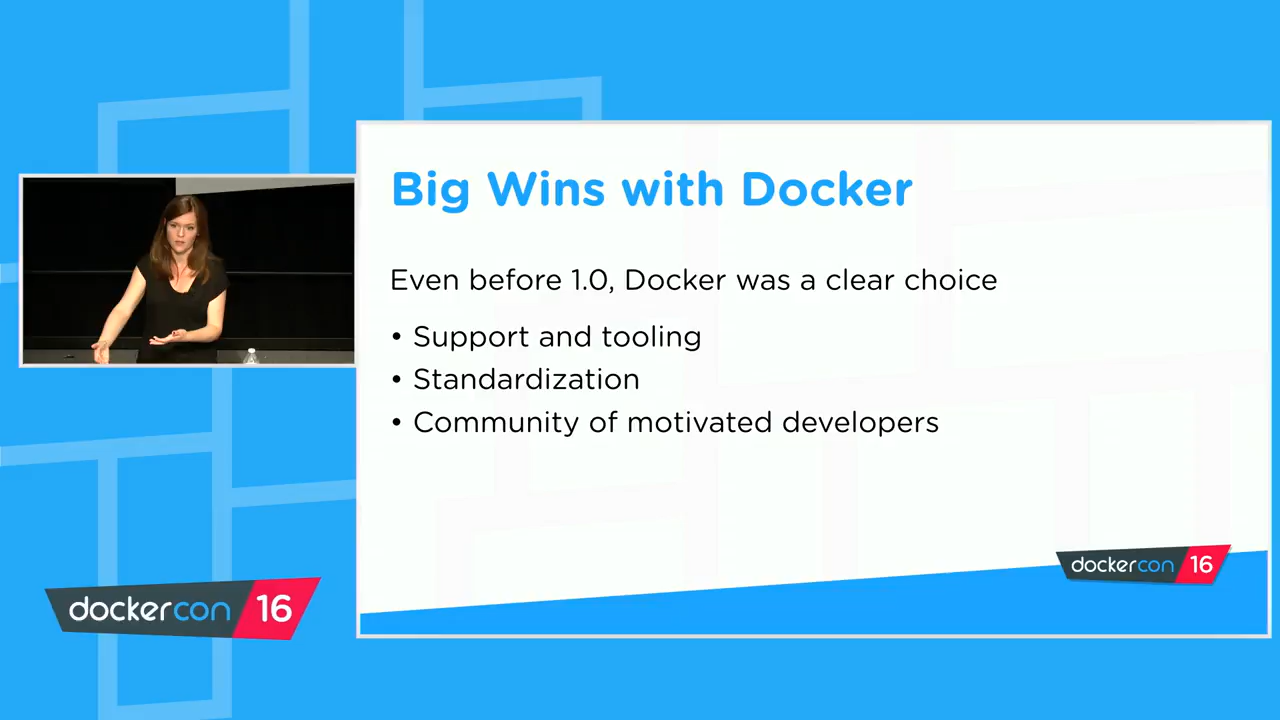 Big Wins with Docker
Even before 1.0, Docker was a clear choice
• Support and tooling
• Standardization
• Community of motivated developers
dockercon 16
dockercon 16